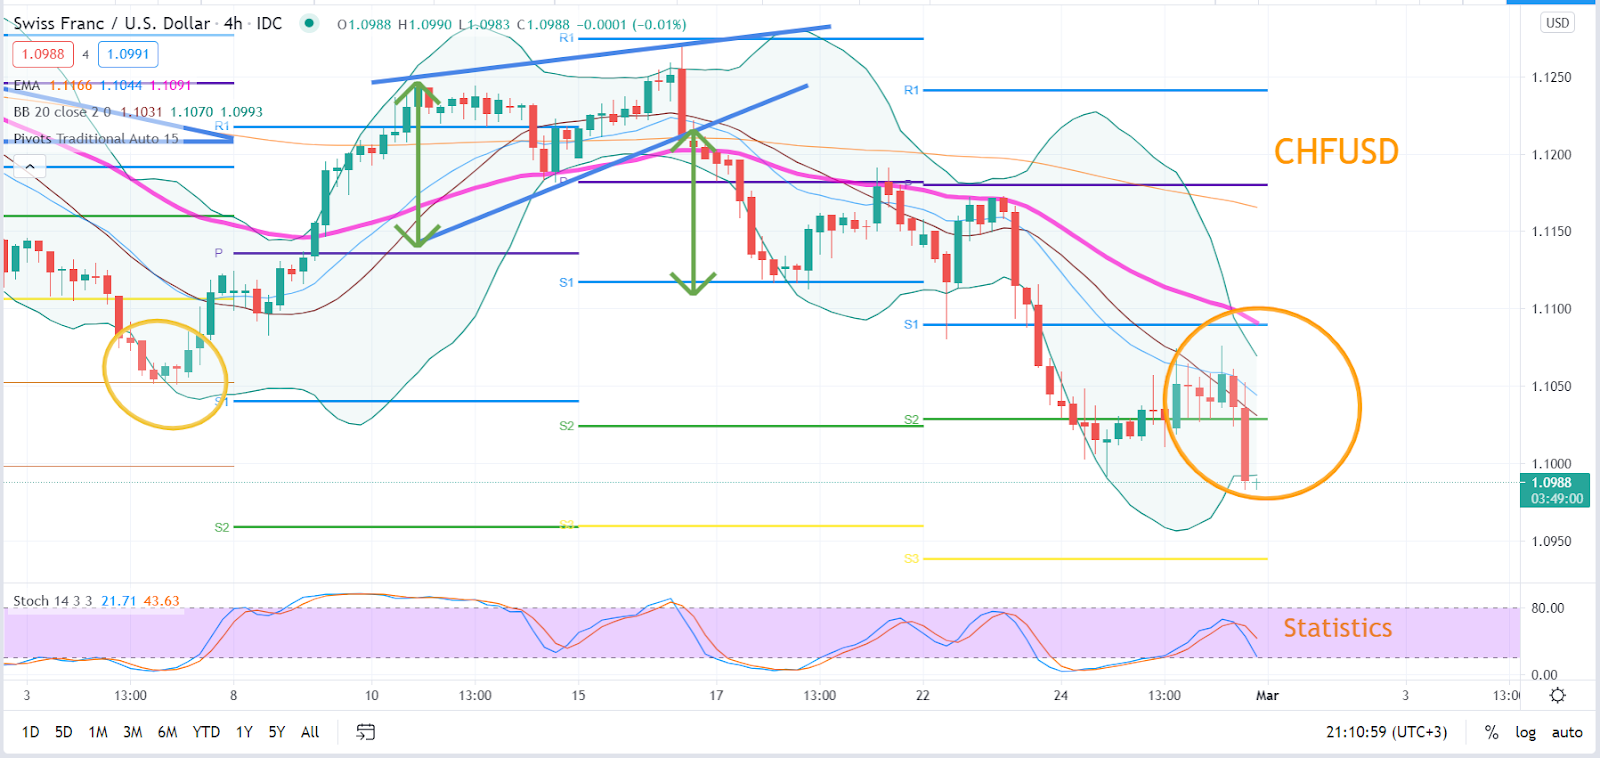 Swiss Franc / U.S. Dollar · 4h · IDC O1.0988 H1.0990 L1.0983 C1.0988 −0.0001 (−0.01%)
USD
1.0988 4 1.0991
EMA 1.1166 1.1044 1.1091
BB 20 close 2 0 1.1031 1.1070 1.0993
Pivots Traditional Auto 15
R1
R1
R1
P
P
P
S1
S1
S1
S2
S2
S2
S3
S3
CHFUSD
1.1250
1.1200
1.1150
1.1100
1.1050
1.1000
1.0988
03:49:00
1.0950
Stoch 14 3 3 21.71 43.63
Statistics
80.00
0.00
3 13:00 8 10 13:00 15 17 13:00 22 24 13:00 Mar 3
1D 5D 1M 3M 6M YTD 1Y 5Y All
21:10:59 (UTC+3) % log auto